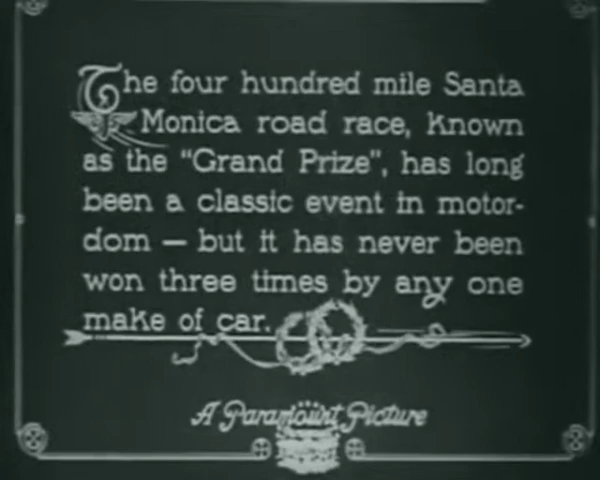 The four hundred mile Santa
Monica road race, known
as the "Grand Prize", has long
been a classic event in motor-
dom — but it has never been
won three times by any one
make of car.
A Paramount Picture